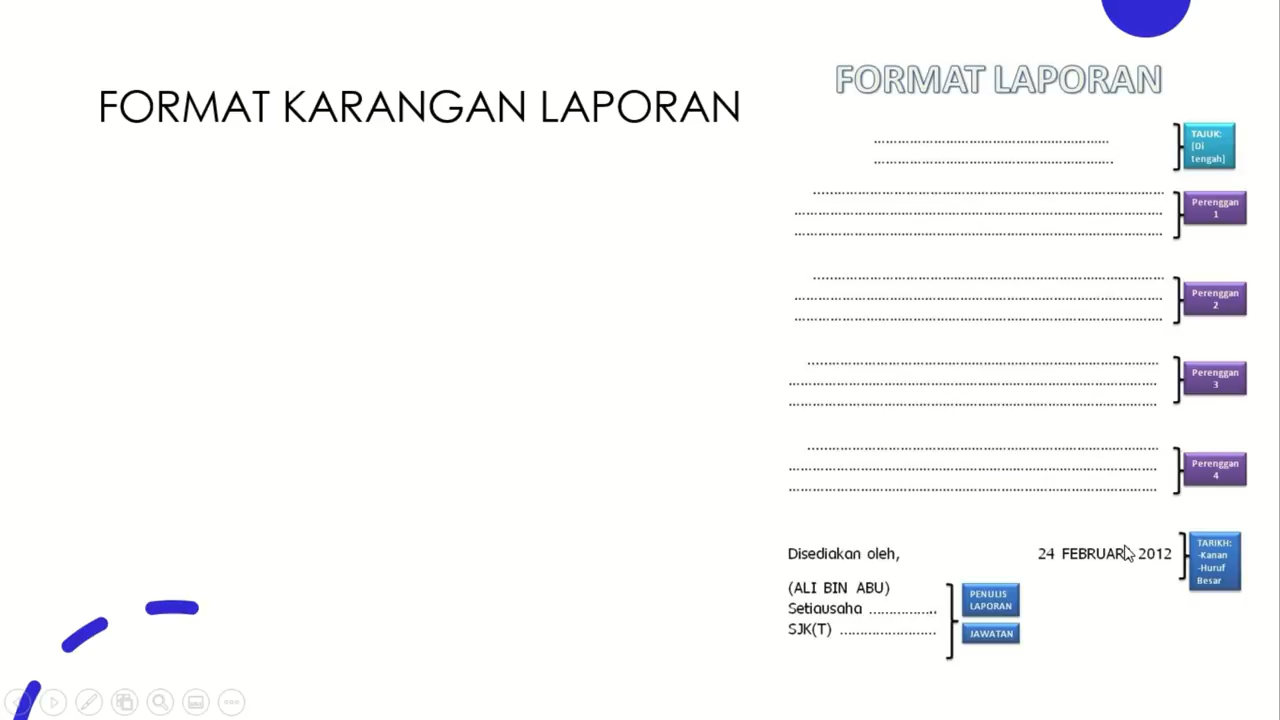 FORMAT KARANGAN LAPORAN
FORMAT LAPORAN
TAJUK:
[Di
tengah]
Perenggan
1
Perenggan
2
Perenggan
3
Perenggan
4
Disediakan oleh,
24 FEBRUARI 2012
TARIKH:
-Kanan
-Huruf
Besar
(ALI BIN ABU)
Setiausaha ..................
SJK(T) ........................
PENULIS
LAPORAN
JAWATAN